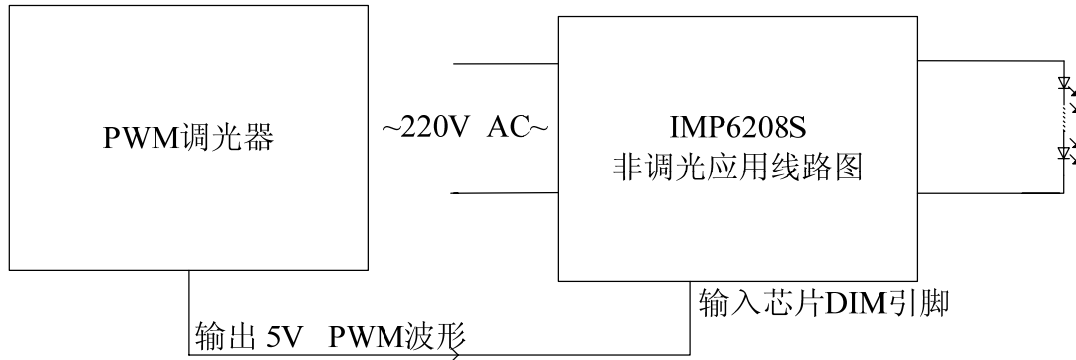 PWM调光器
~220V AC~
IMP6208S
非调光应用线路图
输入芯片DIM引脚
输出 5V PWM波形